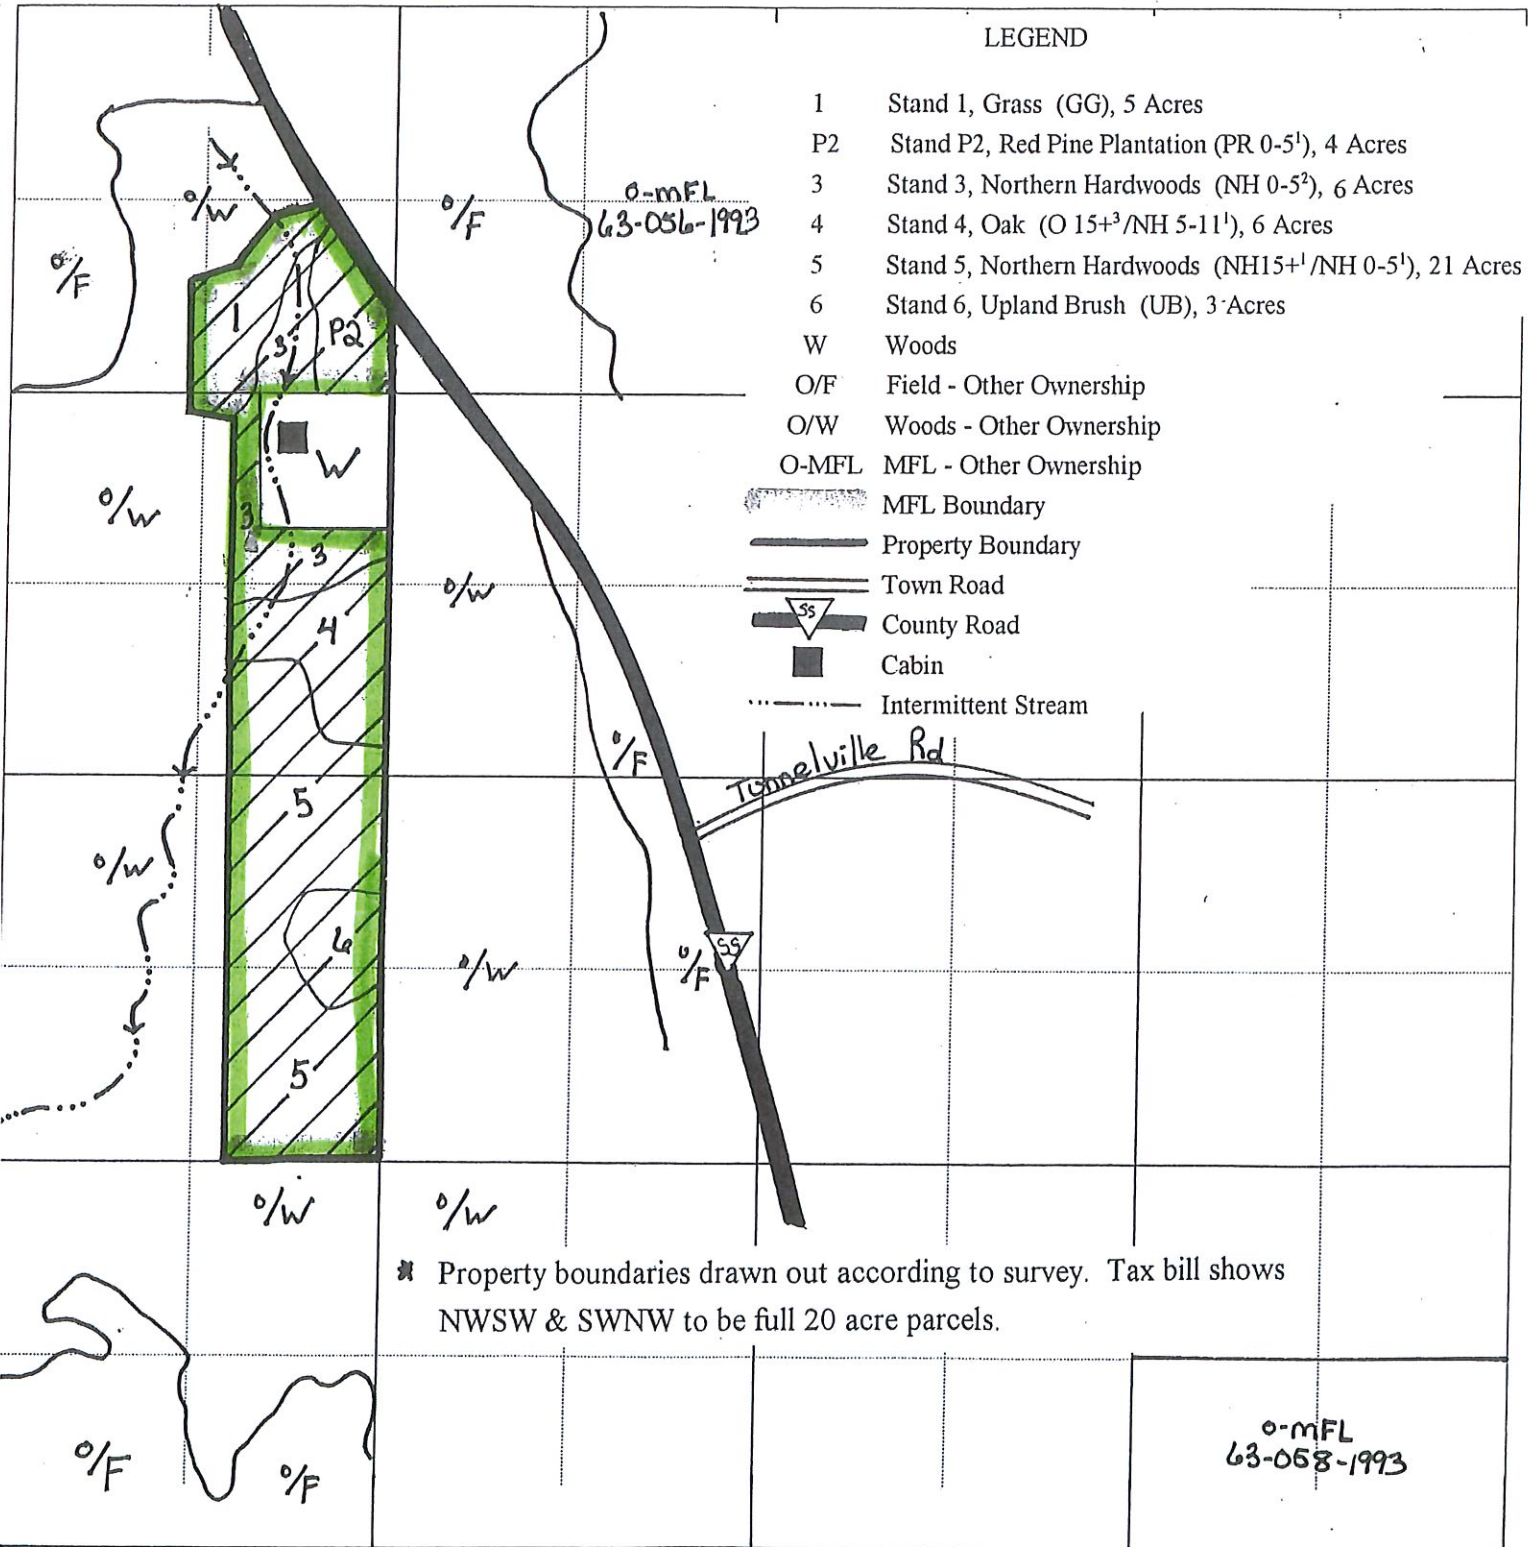 LEGEND
1 Stand 1, Grass (GG), 5 Acres
P2 Stand P2, Red Pine Plantation (PR 0-5¹), 4 Acres
3 Stand 3, Northern Hardwoods (NH 0-5²), 6 Acres
4 Stand 4, Oak (O 15+³/NH 5-11¹), 6 Acres
5 Stand 5, Northern Hardwoods (NH15+¹/NH 0-5¹), 21 Acres
6 Stand 6, Upland Brush (UB), 3 Acres
W Woods
O/F Field - Other Ownership
O/W Woods - Other Ownership
O-MFL MFL - Other Ownership
MFL Boundary
Property Boundary
Town Road
SS County Road
Cabin
Intermittent Stream
O/W
O/F
O-MFL
63-056-1993
O/F
1
3
P2
W
O/W
3
3
O/W
4
O/F
Tunnelville Rd
5
O/W
6
O/W
O/F
SS
5
O/W
O/W
* Property boundaries drawn out according to survey. Tax bill shows
NWSW & SWNW to be full 20 acre parcels.
O/F
O/F
O-MFL
63-058-1993